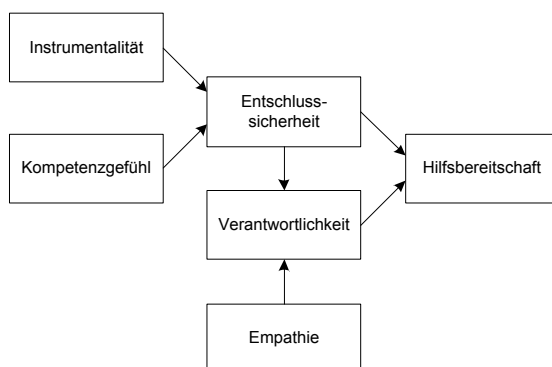 Instrumentalität
Entschluss-
sicherheit
Kompetenzgefühl
Hilfsbereitschaft
Verantwortlichkeit
Empathie